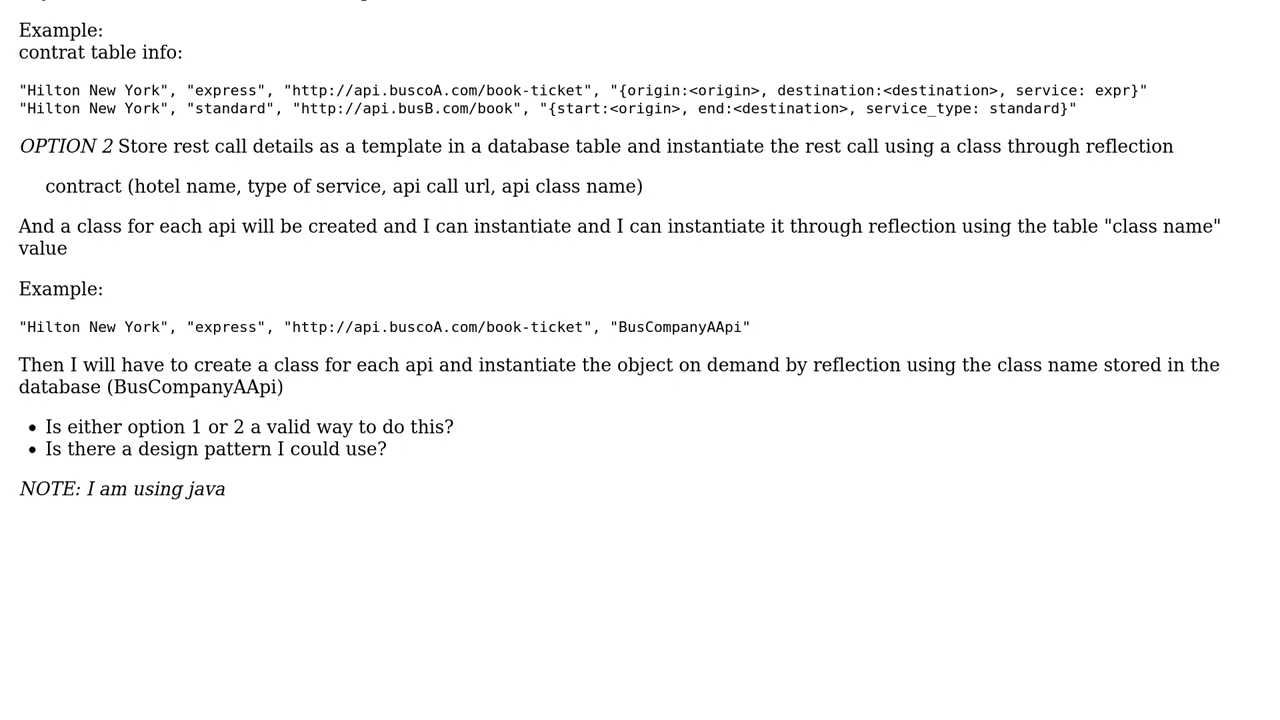 Example:
contrat table info:
"Hilton New York", "express", "http://api.buscoA.com/book-ticket", "{origin:<origin>, destination:<destination>, service: expr}"
"Hilton New York", "standard", "http://api.busB.com/book", "{start:<origin>, end:<destination>, service_type: standard}"
OPTION 2 Store rest call details as a template in a database table and instantiate the rest call using a class through reflection
contract (hotel name, type of service, api call url, api class name)
And a class for each api will be created and I can instantiate and I can instantiate it through reflection using the table "class name"
value
Example:
"Hilton New York", "express", "http://api.buscoA.com/book-ticket", "BusCompanyAApi"
Then I will have to create a class for each api and instantiate the object on demand by reflection using the class name stored in the
database (BusCompanyAApi)
• Is either option 1 or 2 a valid way to do this?
• Is there a design pattern I could use?
NOTE: I am using java